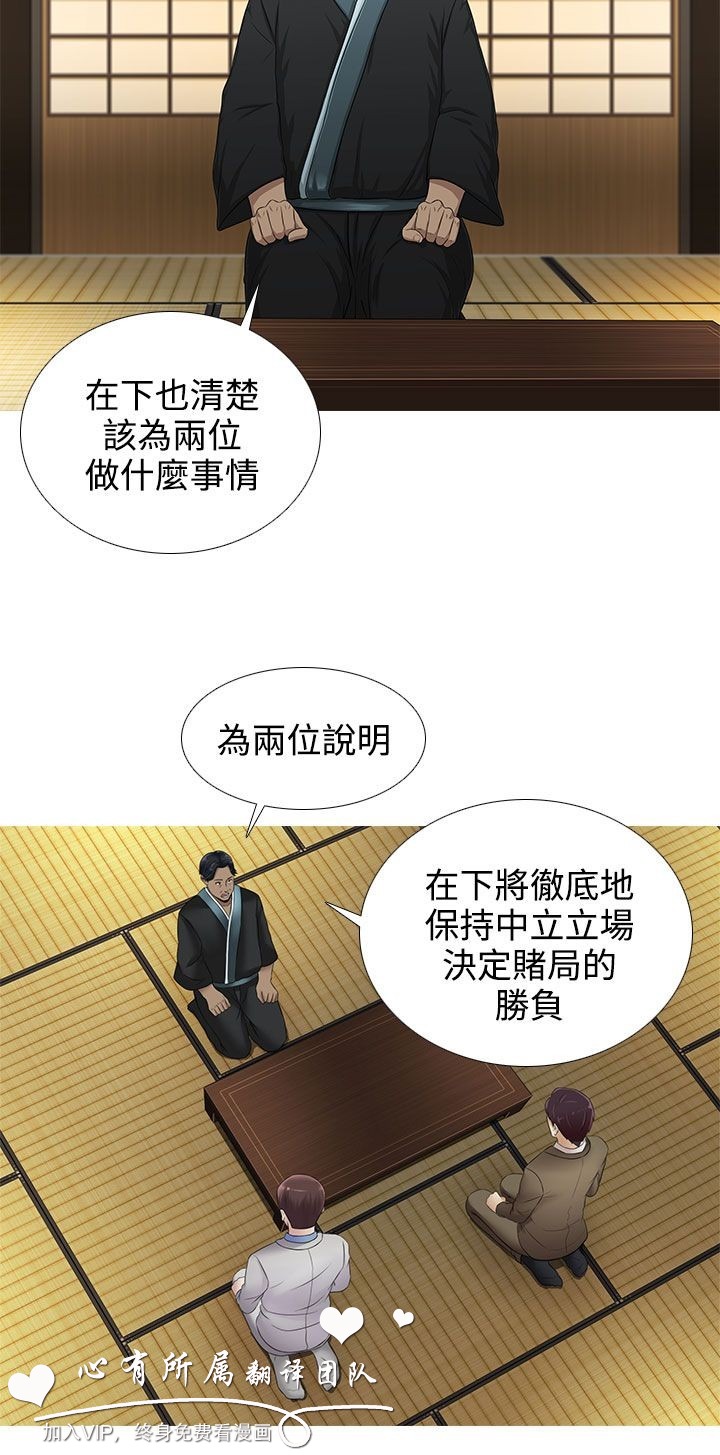 在下也清楚
該為兩位
做什麼事情
為兩位說明
在下將徹底地
保持中立立場
決定賭局的
勝負
心有所属翻译团队
加入VIP，终身免费看漫画